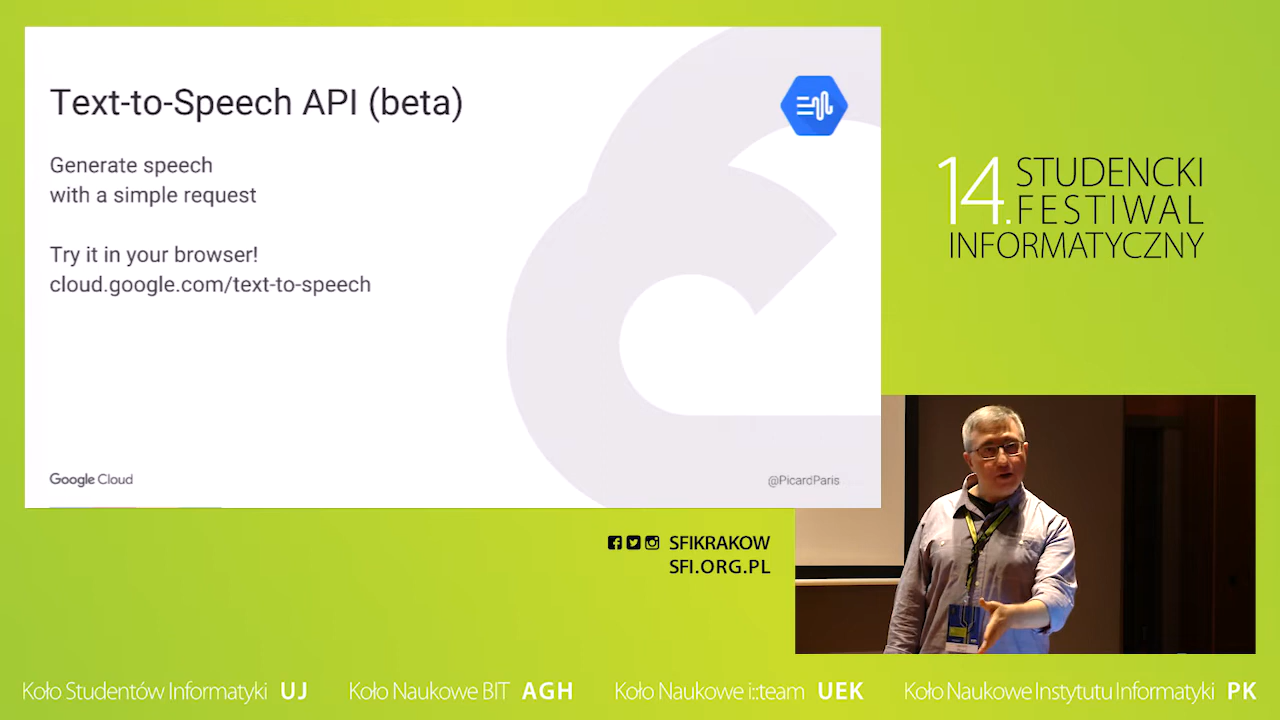 Text-to-Speech API (beta)
Generate speech
with a simple request
Try it in your browser!
cloud.google.com/text-to-speech
Google Cloud
@PicardParis
14. STUDENCKI
FESTIWAL
INFORMATYCZNY
SFIKRAKOW
SFI.ORG.PL
Koło Studentów Informatyki UJ
Koło Naukowe BIT AGH
Koło Naukowe i::team UEK
Koło Naukowe Instytutu Informatyki PK